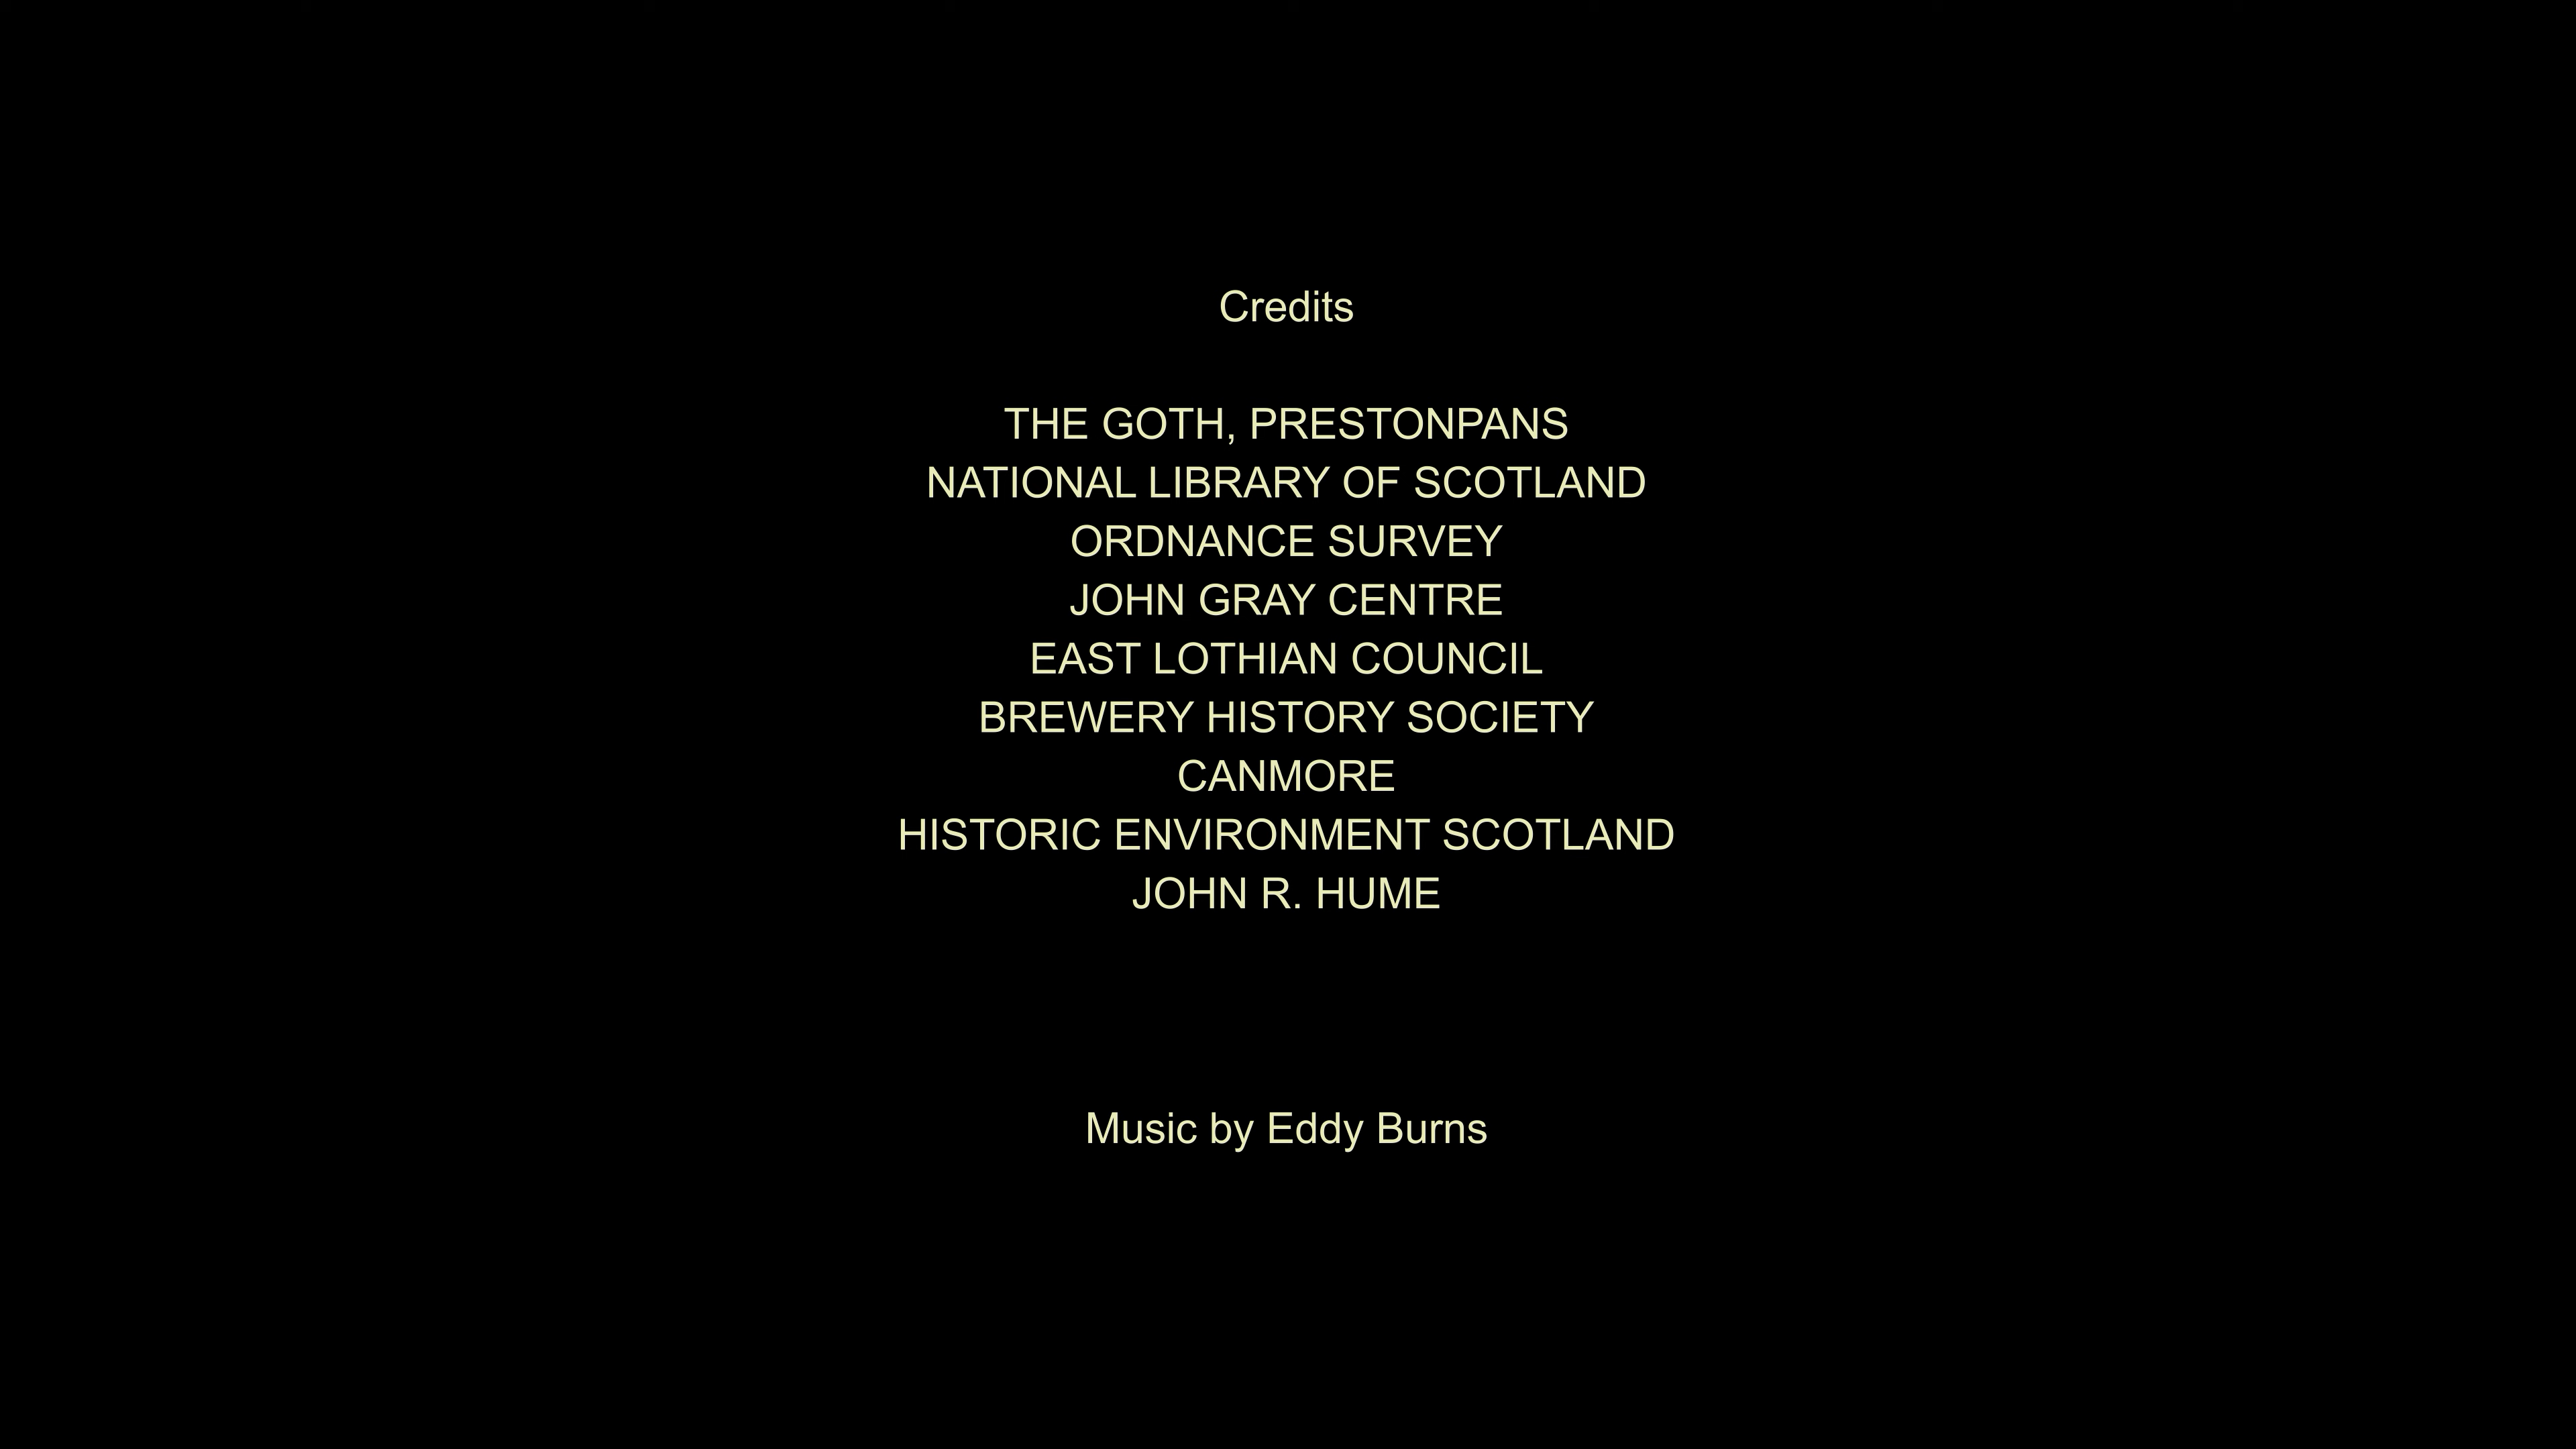 Credits
THE GOTH, PRESTONPANS
NATIONAL LIBRARY OF SCOTLAND
ORDNANCE SURVEY
JOHN GRAY CENTRE
EAST LOTHIAN COUNCIL
BREWERY HISTORY SOCIETY
CANMORE
HISTORIC ENVIRONMENT SCOTLAND
JOHN R. HUME
Music by Eddy Burns